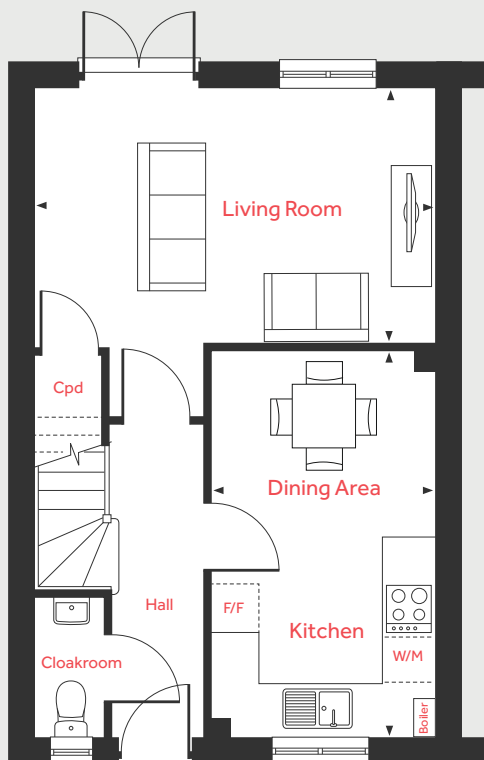 Living Room
Cpd
Dining Area
Hall
F/F
Kitchen
Cloakroom
W/M
Boiler